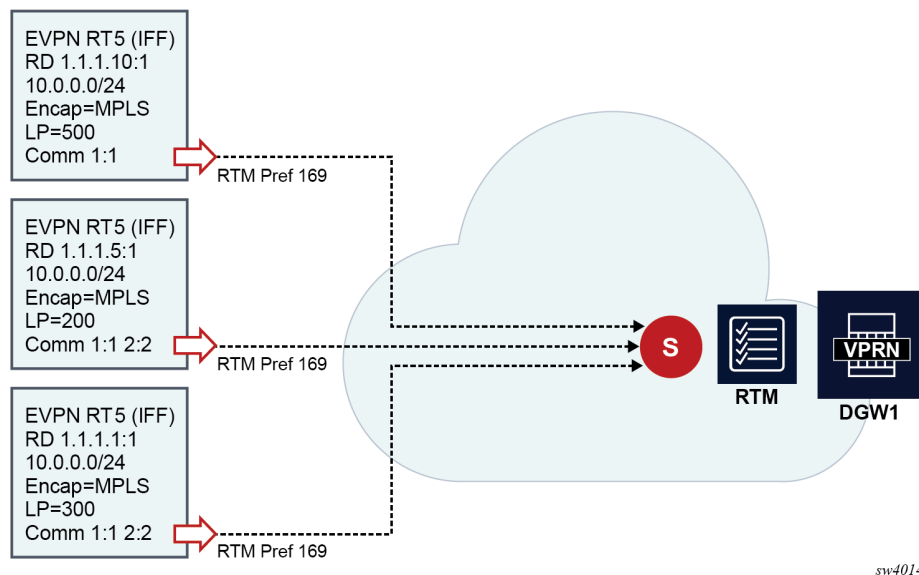 EVPN RT5 (IFF)
RD 1.1.1.10:1
10.0.0.0/24
Encap=MPLS
LP=500
Comm 1:1
RTM Pref 169
EVPN RT5 (IFF)
RD 1.1.1.5:1
10.0.0.0/24
Encap=MPLS
LP=200
Comm 1:1 2:2
RTM Pref 169
EVPN RT5 (IFF)
RD 1.1.1.1:1
10.0.0.0/24
Encap=MPLS
LP=300
Comm 1:1 2:2
RTM Pref 169
S
RTM
VPRN
DGW1
sw4014